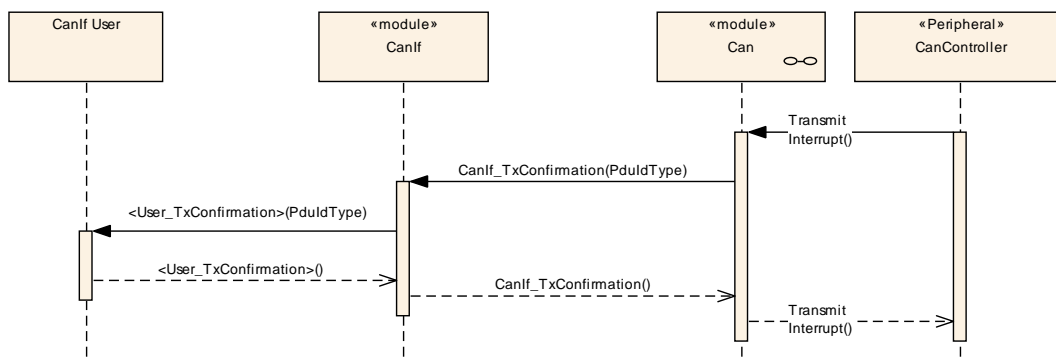 CanIf User
«module»
CanIf
«module»
Can
«Peripheral»
CanController
Transmit
Interrupt()
CanIf_TxConfirmation(PduIdType)
<User_TxConfirmation>(PduIdType)
<User_TxConfirmation>()
CanIf_TxConfirmation()
Transmit
Interrupt()